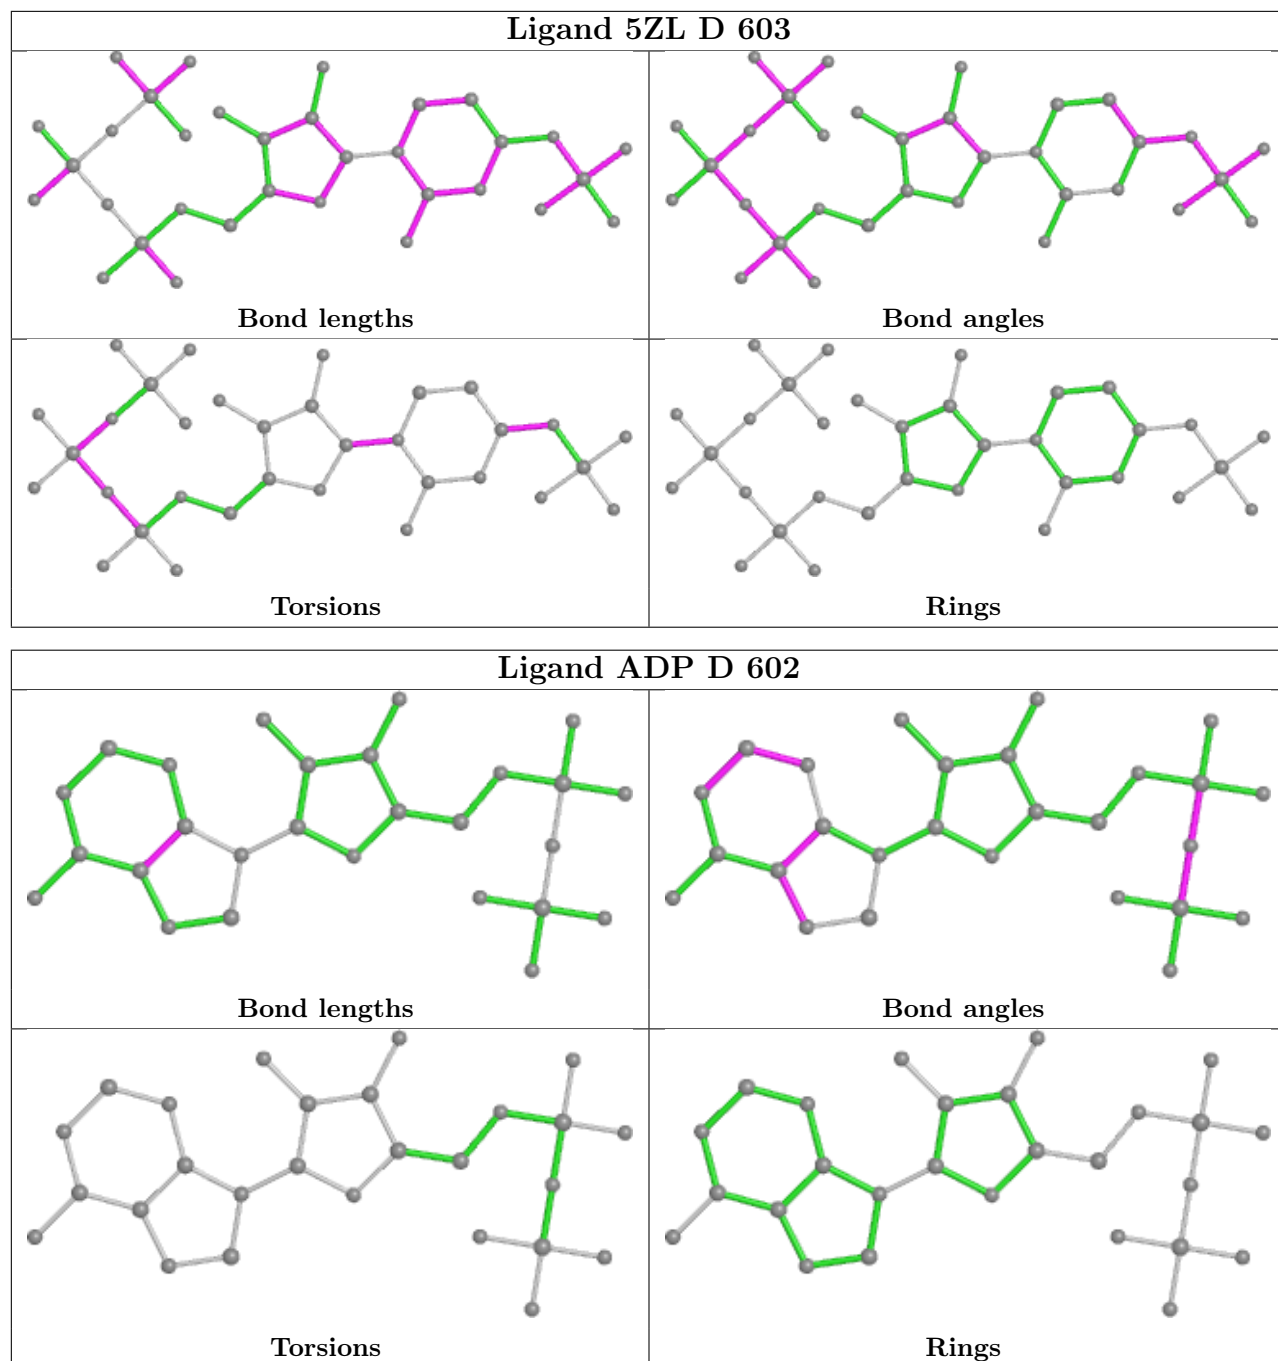 Ligand 5ZL D 603
Bond lengths
Bond angles
Torsions
Rings
Ligand ADP D 602
Bond lengths
Bond angles
Torsions
Rings